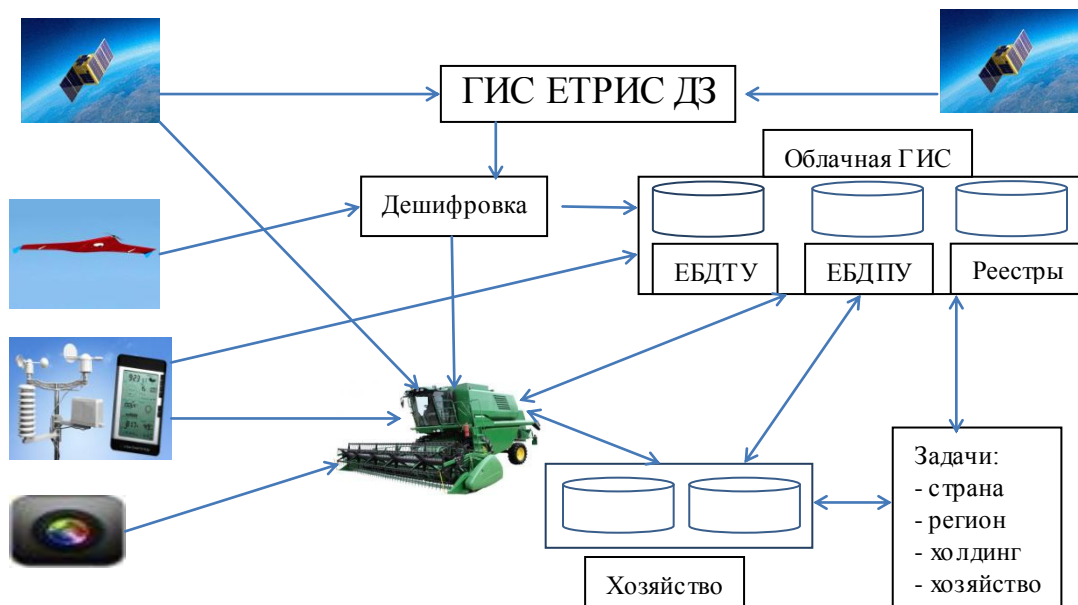 ГИС ЕТРИС ДЗ
Облачная ГИС
Дешифровка
ЕБДТУ
ЕБДПУ
Реестры
Задачи:
- страна
- регион
- холдинг
- хозяйство
Хозяйство